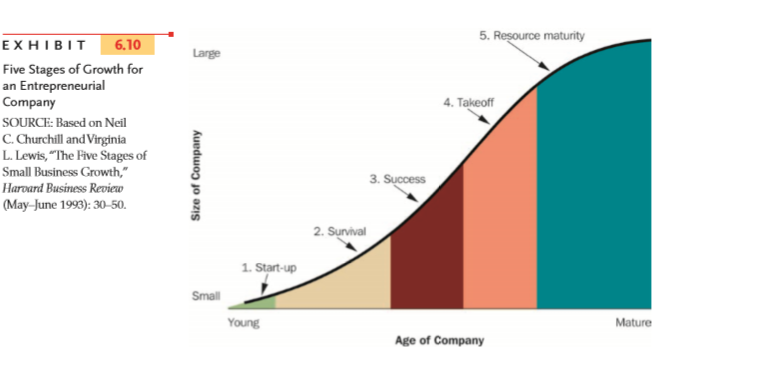 EXHIBIT 6.10
Five Stages of Growth for
an Entrepreneurial
Company
SOURCE: Based on Neil
C. Churchill and Virginia
L. Lewis, "The Five Stages of
Small Business Growth,"
Harvard Business Review
(May–June 1993): 30–50.
Large
Size of Company
Small
5. Resource maturity
4. Takeoff
3. Success
2. Survival
1. Start-up
Young
Mature
Age of Company